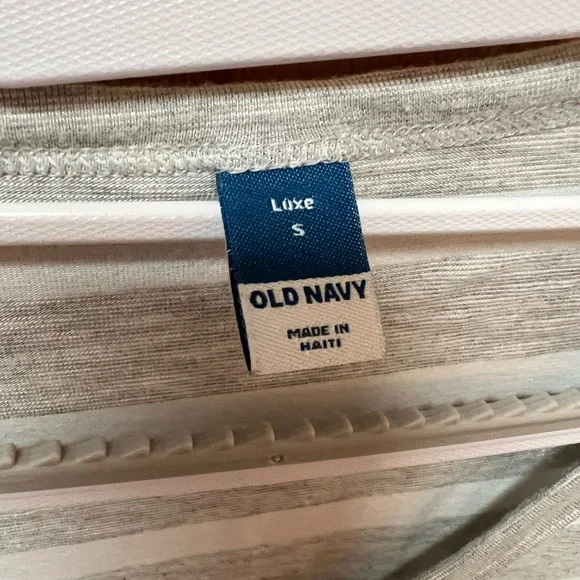 Luxe
S
OLD NAVY
MADE IN
HAITI